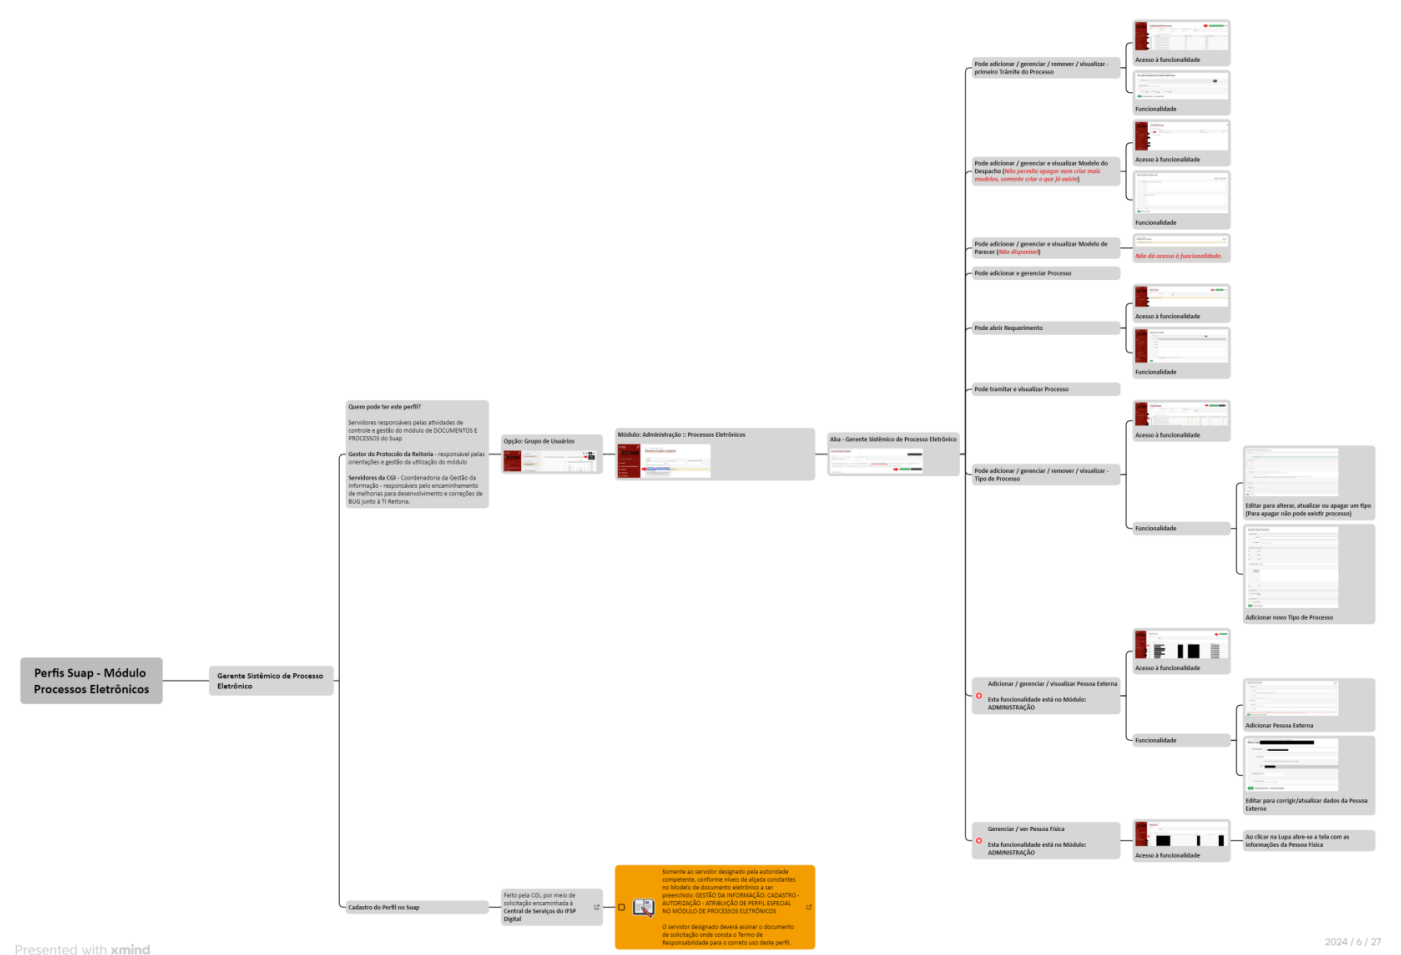 Perfis Suap - Módulo
Processos Eletrônicos
Gerente Sistêmico de Processo
Eletrônico
Quem pode ter este perfil?
Servidores responsáveis pelas atividades de
controle e gestão do módulo de DOCUMENTOS E
PROCESSOS do Suap
Gestor do Protocolo da Reitoria - responsável pelas
orientações e gestão da utilização do módulo
Servidores da CGI - Coordenadoria da Gestão da
Informação - responsáveis pelo encaminhamento
de melhorias para desenvolvimento e correções de
BUG junto à TI Reitoria.
Opção: Grupo de Usuários
Módulo: Administração :: Processos Eletrônicos
Aba - Gerente Sistêmico de Processo Eletrônico
Pode adicionar / gerenciar / remover / visualizar -
primeiro Trâmite do Processo
Acesso à funcionalidade
Funcionalidade
Pode adicionar / gerenciar e visualizar Modelo do
Despacho (Não permite apagar nem criar mais
modelos, somente criar o que já existe)
Acesso à funcionalidade
Funcionalidade
Pode adicionar / gerenciar e visualizar Modelo de
Parecer (Não disponível)
Não dá acesso à funcionalidade.
Pode adicionar e gerenciar Processo
Pode abrir Requerimento
Acesso à funcionalidade
Funcionalidade
Pode tramitar e visualizar Processo
Pode adicionar / gerenciar / remover / visualizar -
Tipo de Processo
Acesso à funcionalidade
Funcionalidade
Editar para alterar, atualizar ou apagar um tipo
(Para apagar não pode existir processo)
Adicionar novo Tipo de Processo
Adicionar / gerenciar / visualizar Pessoa Externa
Esta funcionalidade está no Módulo:
ADMINISTRAÇÃO
Acesso à funcionalidade
Funcionalidade
Adicionar Pessoa Externa
Editar para corrigir/atualizar dados da Pessoa
Externa
Gerenciar / ver Pessoa Física
Esta funcionalidade está no Módulo:
ADMINISTRAÇÃO
Acesso à funcionalidade
Ao clicar na Lupa abre-se a tela com as
informações da Pessoa Física
Cadastro do Perfil no Suap
Feito pela CGI, por meio de
solicitação encaminhada à
Central de Serviços do IFSP
Digital
Somente ao servidor designado pela autoridade
competente, conforme níveis de alçada constantes
no Modelo de documento eletrônico a ser
preenchido: GESTÃO DA INFORMAÇÃO: CADASTRO -
AUTORIZAÇÃO - ATRIBUIÇÃO DE PERFIL ESPECIAL
NO MÓDULO DE PROCESSOS ELETRÔNICOS
O servidor designado deverá assinar o documento
de solicitação onde consta o Termo de
Responsabilidade para o correto uso deste perfil.
Presented with xmind
2024 / 6 / 27